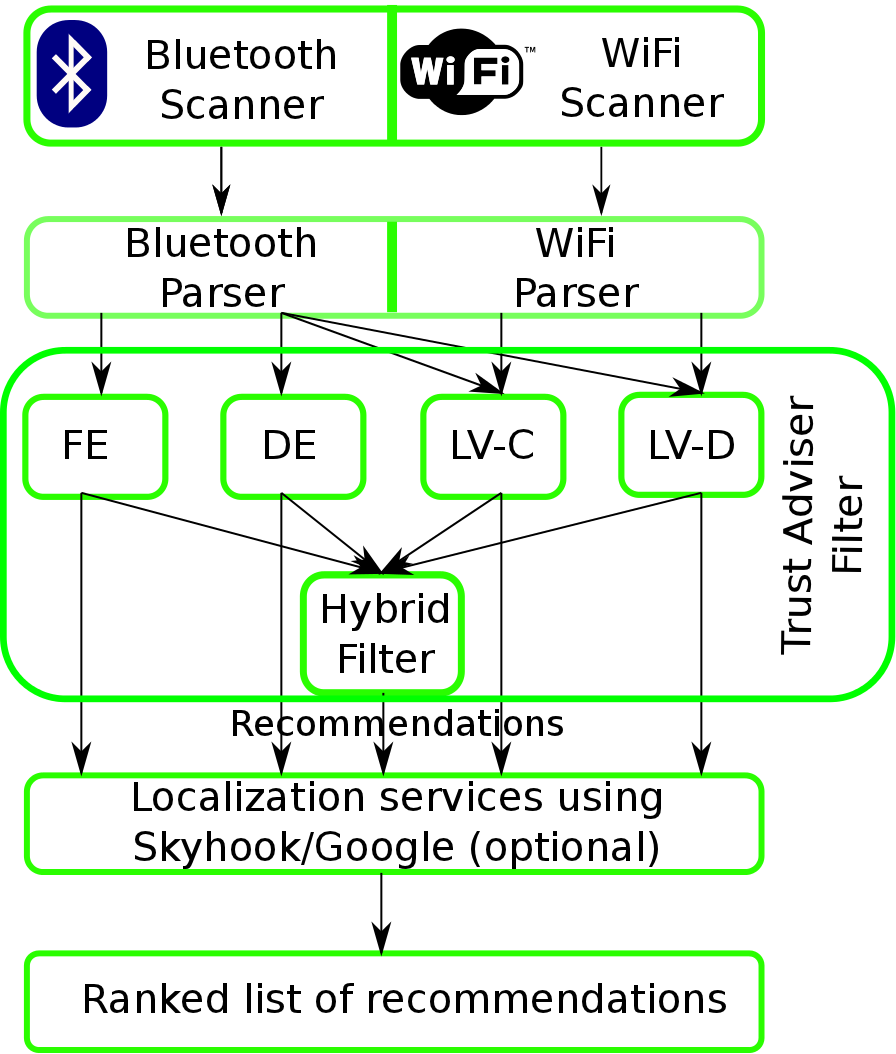 Bluetooth
Scanner
WiFi™
WiFi
Scanner
Bluetooth
Parser
WiFi
Parser
FE
DE
LV-C
LV-D
Trust Adviser
Filter
Hybrid
Filter
Recommendations
Localization services using
Skyhook/Google (optional)
Ranked list of recommendations